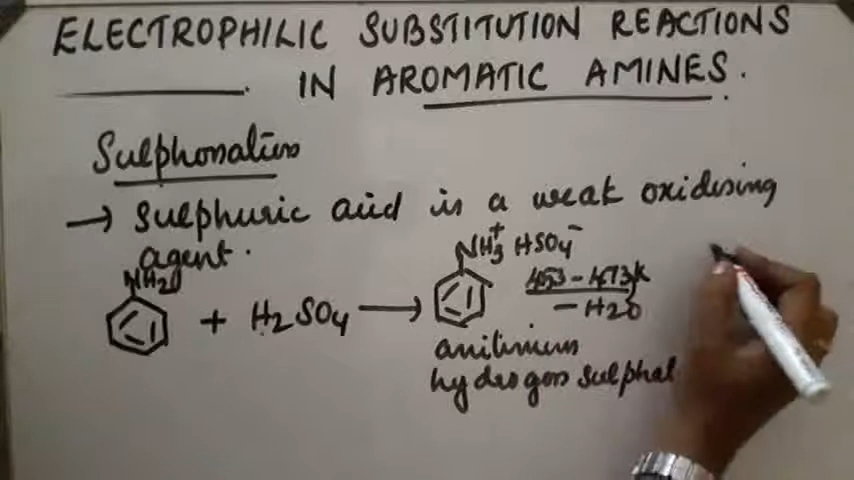 ELECTROPHILIC SUBSTITUTION REACTIONS
IN AROMATIC AMINES.
Sulphonation
→ Sulphuric acid is a weak oxidising
agent.
NH2
+ H2SO4 →
NH3+ HSO4-
453-473K
-H2O
anilinium
hydrogen sulphat